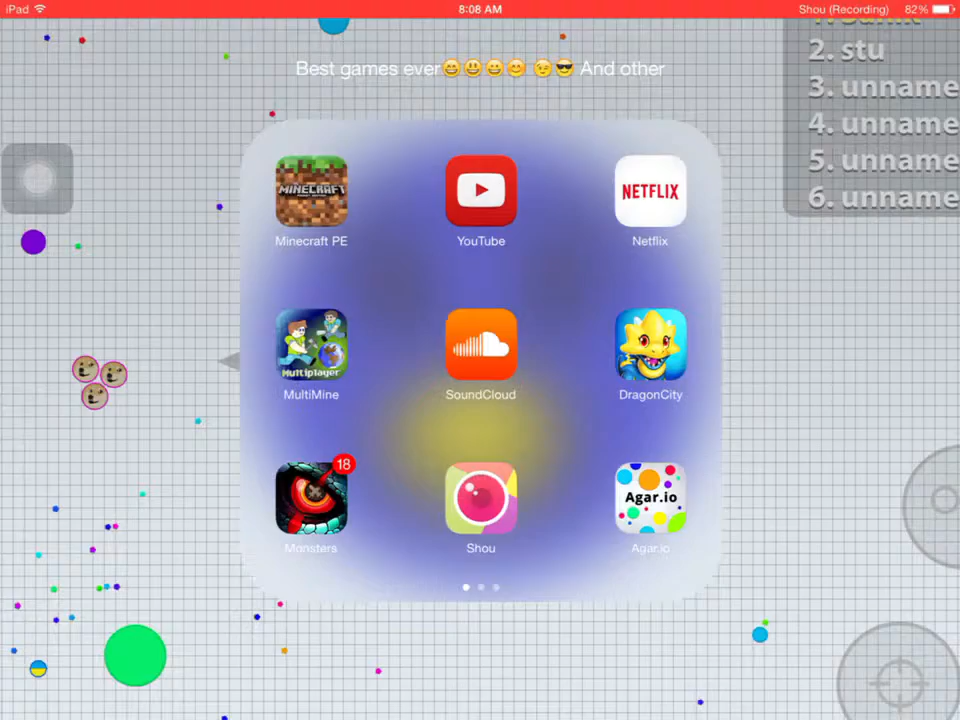 iPad 8:08 AM Shou (Recording) 82%
2. stu
3. unname
4. unname
5. unname
6. unname
Best games ever😄😃😀😊 😉😎 And other
MINECRAFT
NETFLIX
Minecraft PE YouTube Netflix
Multiplayer
MultiMine SoundCloud DragonCity
18
Agar.io
Monsters Shou Agar.io